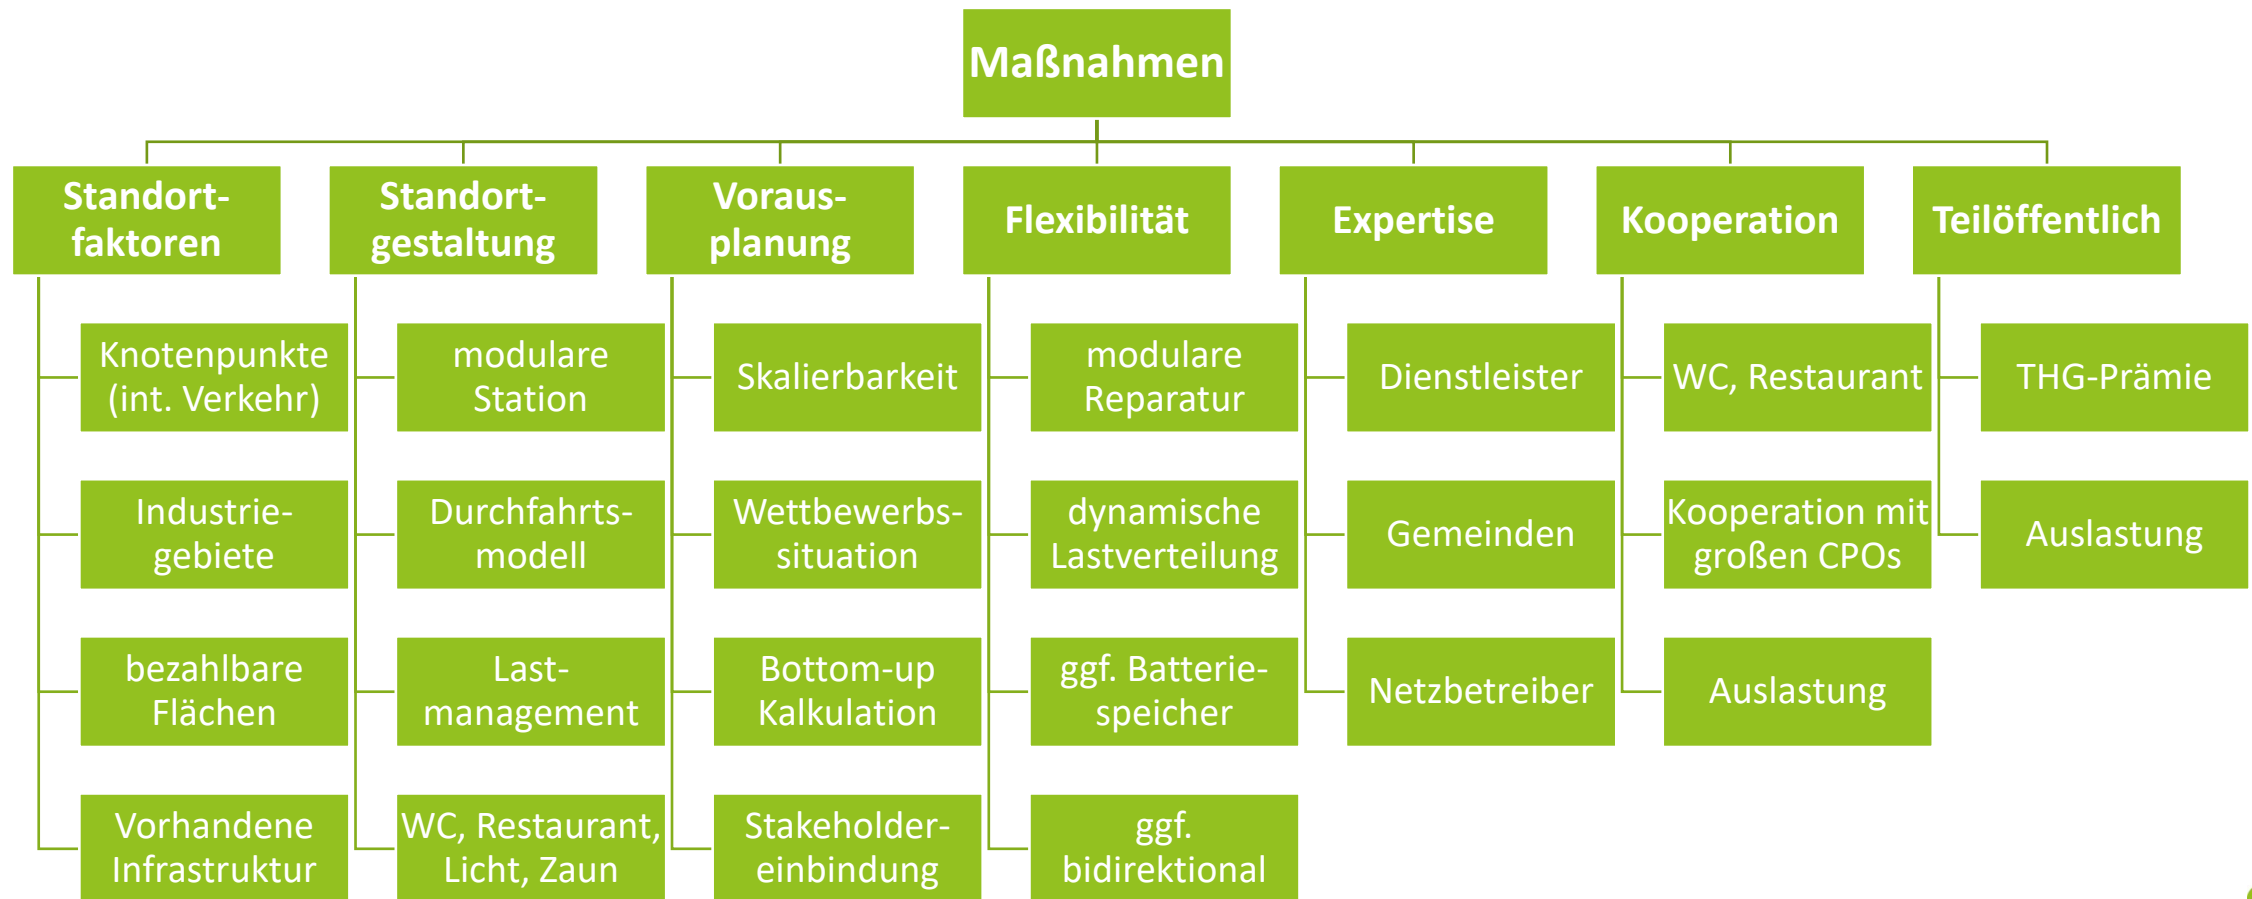 Maßnahmen
Standort-
faktoren
Knotenpunkte
(int. Verkehr)
Industrie-
gebiete
bezahlbare
Flächen
Vorhandene
Infrastruktur
Standort-
gestaltung
modulare
Station
Durchfahrts-
modell
Last-
management
WC, Restaurant,
Licht, Zaun
Voraus-
planung
Skalierbarkeit
Wettbewerbs-
situation
Bottom-up
Kalkulation
Stakeholder-
einbindung
Flexibilität
modulare
Reparatur
dynamische
Lastverteilung
ggf. Batterie-
speicher
ggf.
bidirektional
Expertise
Dienstleister
Gemeinden
Netzbetreiber
Kooperation
WC, Restaurant
Kooperation mit
großen CPOs
Auslastung
Teilöffentlich
THG-Prämie
Auslastung